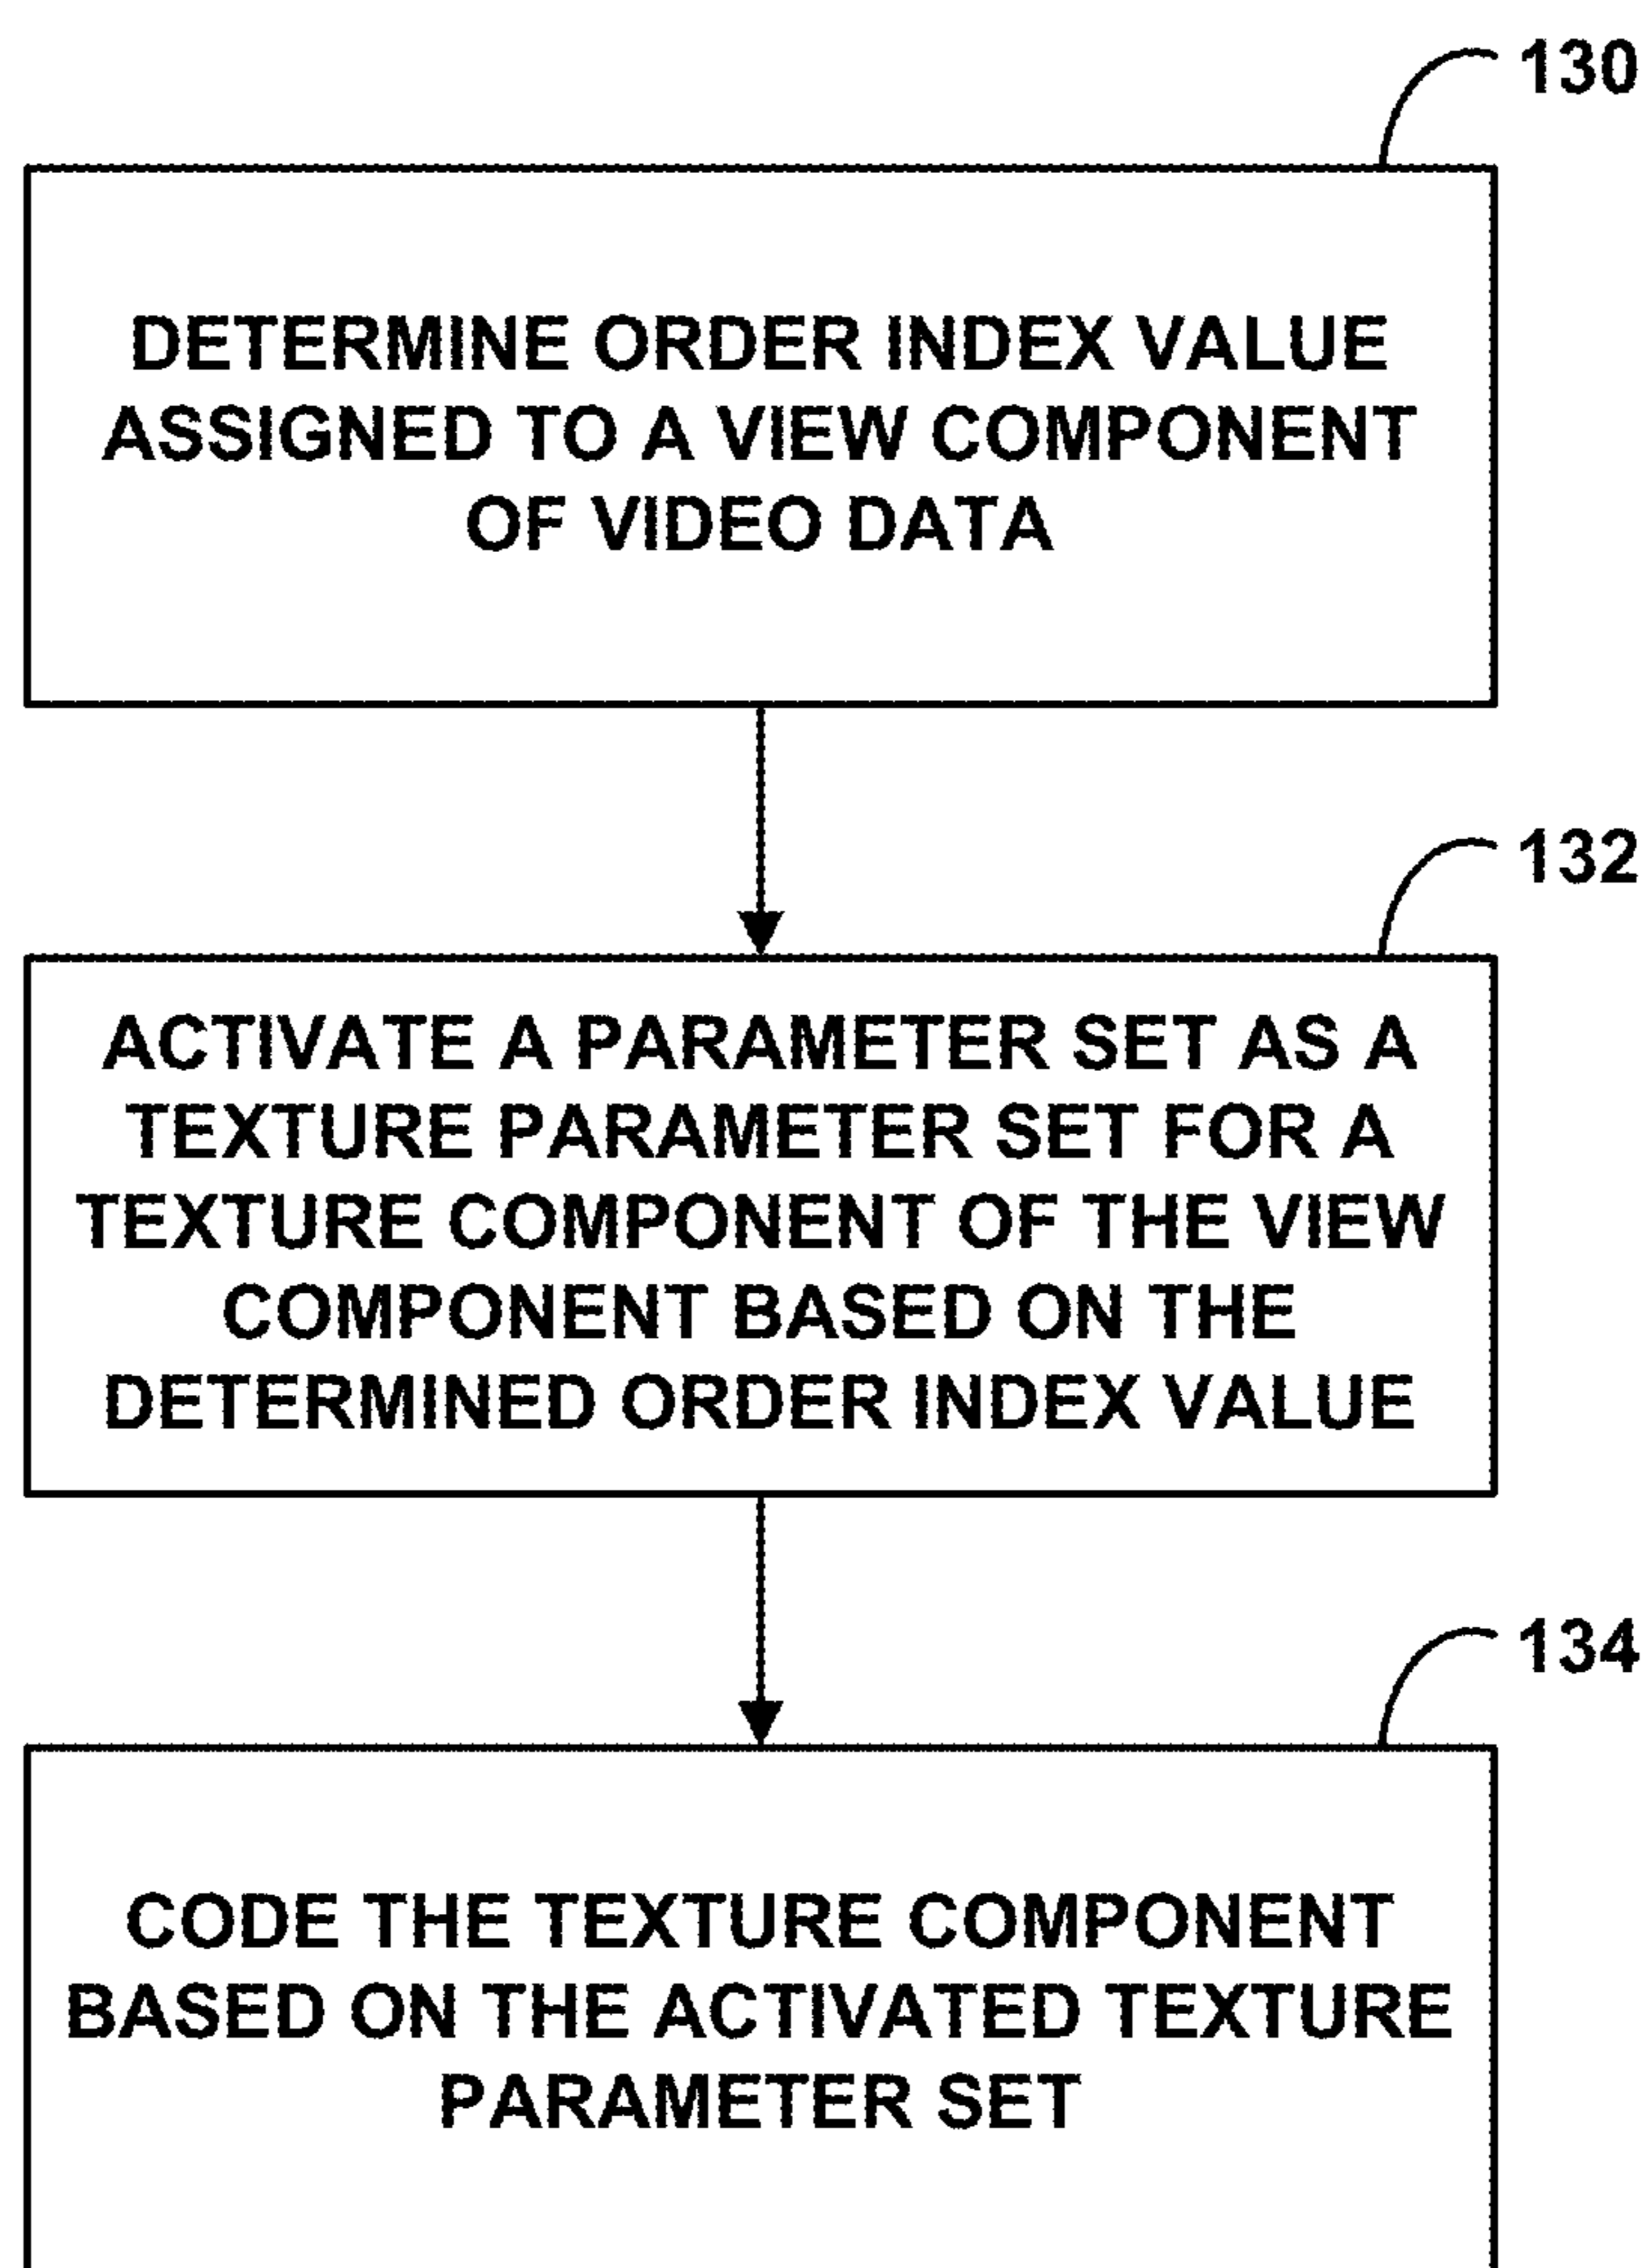 130
DETERMINE ORDER INDEX VALUE
ASSIGNED TO A VIEW COMPONENT
OF VIDEO DATA
132
ACTIVATE A PARAMETER SET AS A
TEXTURE PARAMETER SET FOR A
TEXTURE COMPONENT OF THE VIEW
COMPONENT BASED ON THE
DETERMINED ORDER INDEX VALUE
134
CODE THE TEXTURE COMPONENT
BASED ON THE ACTIVATED TEXTURE
PARAMETER SET